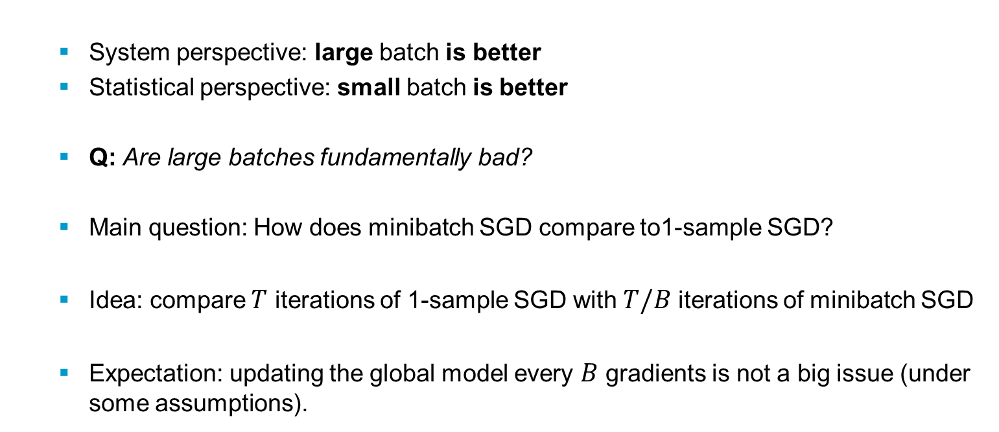 System perspective: large batch is better
Statistical perspective: small batch is better
Q: Are large batches fundamentally bad?
Main question: How does minibatch SGD compare to1-sample SGD?
Idea: compare T iterations of 1-sample SGD with T/B iterations of minibatch SGD
Expectation: updating the global model every B gradients is not a big issue (under
some assumptions).